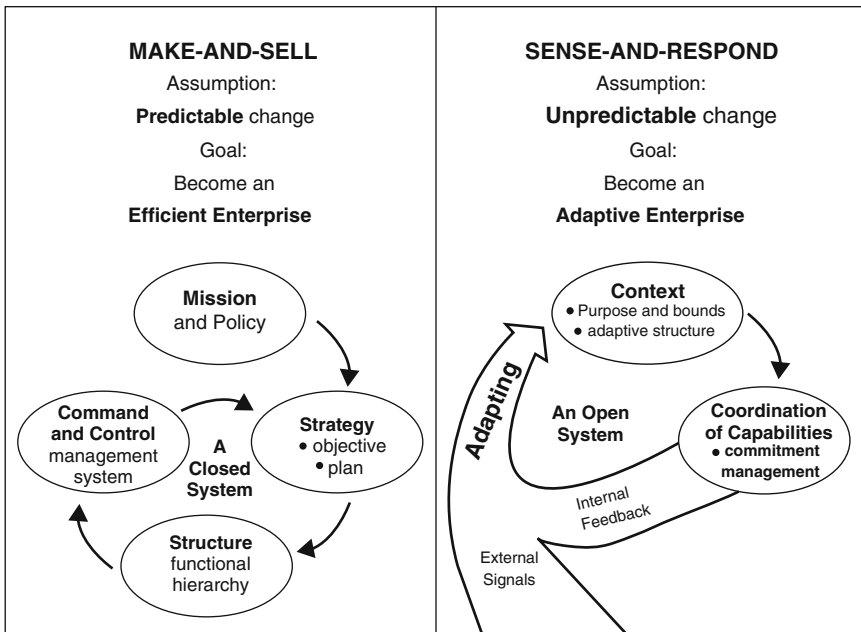 MAKE-AND-SELL
Assumption:
Predictable change
Goal:
Become an
Efficient Enterprise
Mission
and Policy
Command
and Control
management
system
A
Closed
System
Strategy
• objective
• plan
Structure
functional
hierarchy
SENSE-AND-RESPOND
Assumption:
Unpredictable change
Goal:
Become an
Adaptive Enterprise
Context
• Purpose and bounds
• adaptive structure
Adapting
An Open
System
Coordination
of Capabilities
• commitment
management
Internal
Feedback
External
Signals